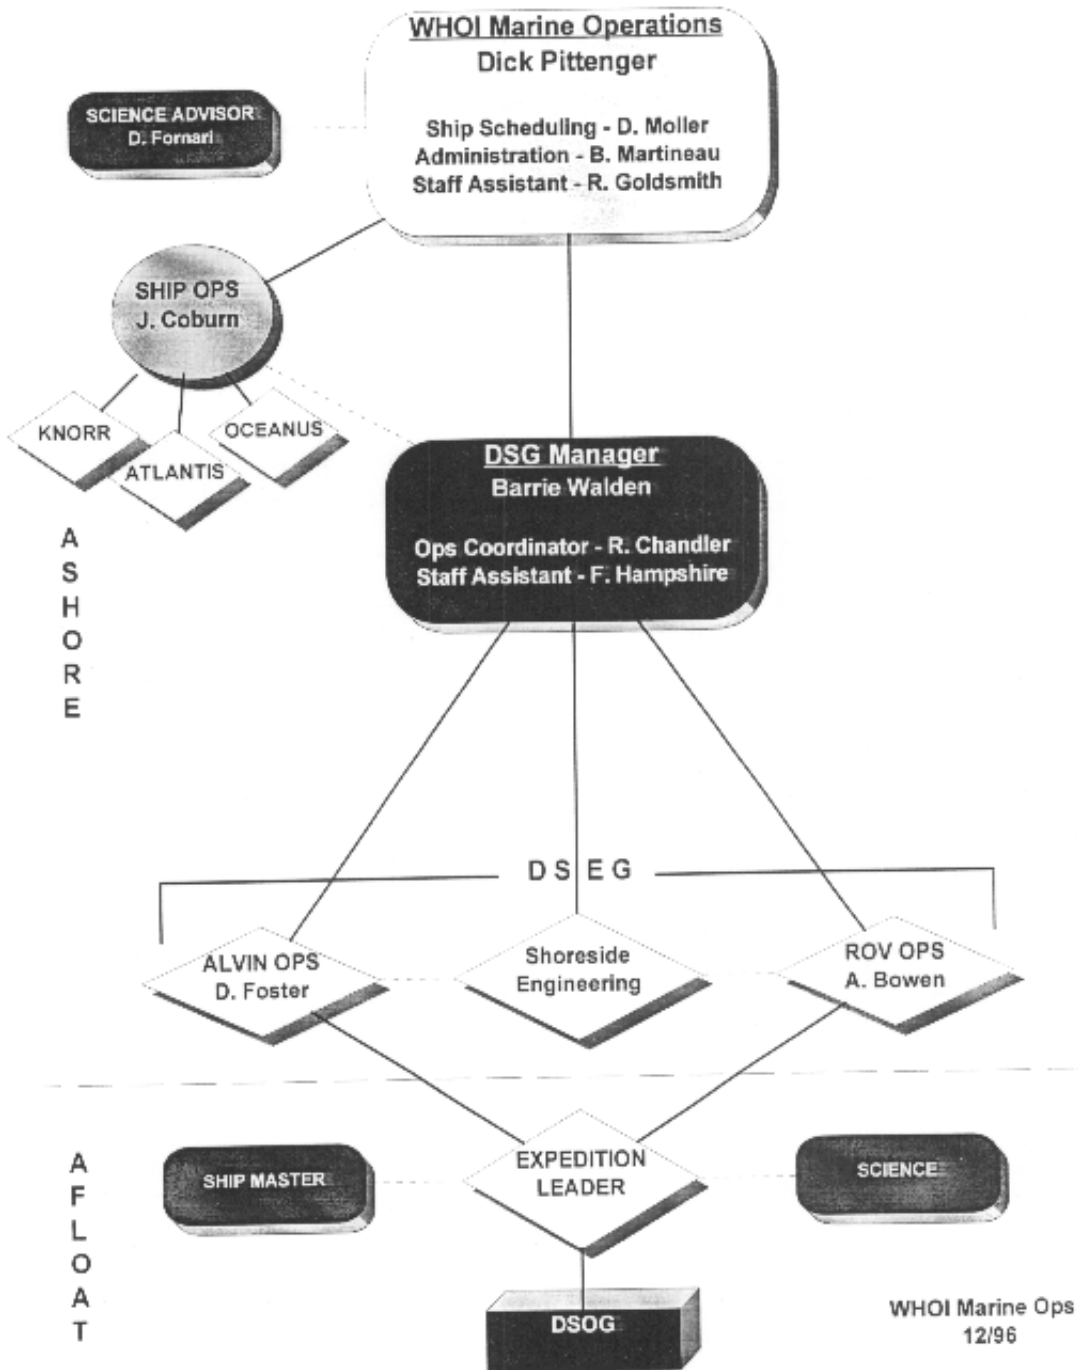 WHOI Marine Operations
Dick Pittenger
Ship Scheduling - D. Moller
Administration - B. Martineau
Staff Assistant - R. Goldsmith
SCIENCE ADVISOR
D. Fornari
SHIP OPS
J. Coburn
KNORR
ATLANTIS
OCEANUS
DSG Manager
Barrie Walden
Ops Coordinator - R. Chandler
Staff Assistant - F. Hampshire
A
S
H
O
R
E
D S E G
ALVIN OPS
D. Foster
Shoreside
Engineering
ROV OPS
A. Bowen
A
F
L
O
A
T
SHIP MASTER
EXPEDITION
LEADER
SCIENCE
DSOG
WHOI Marine Ops
12/96